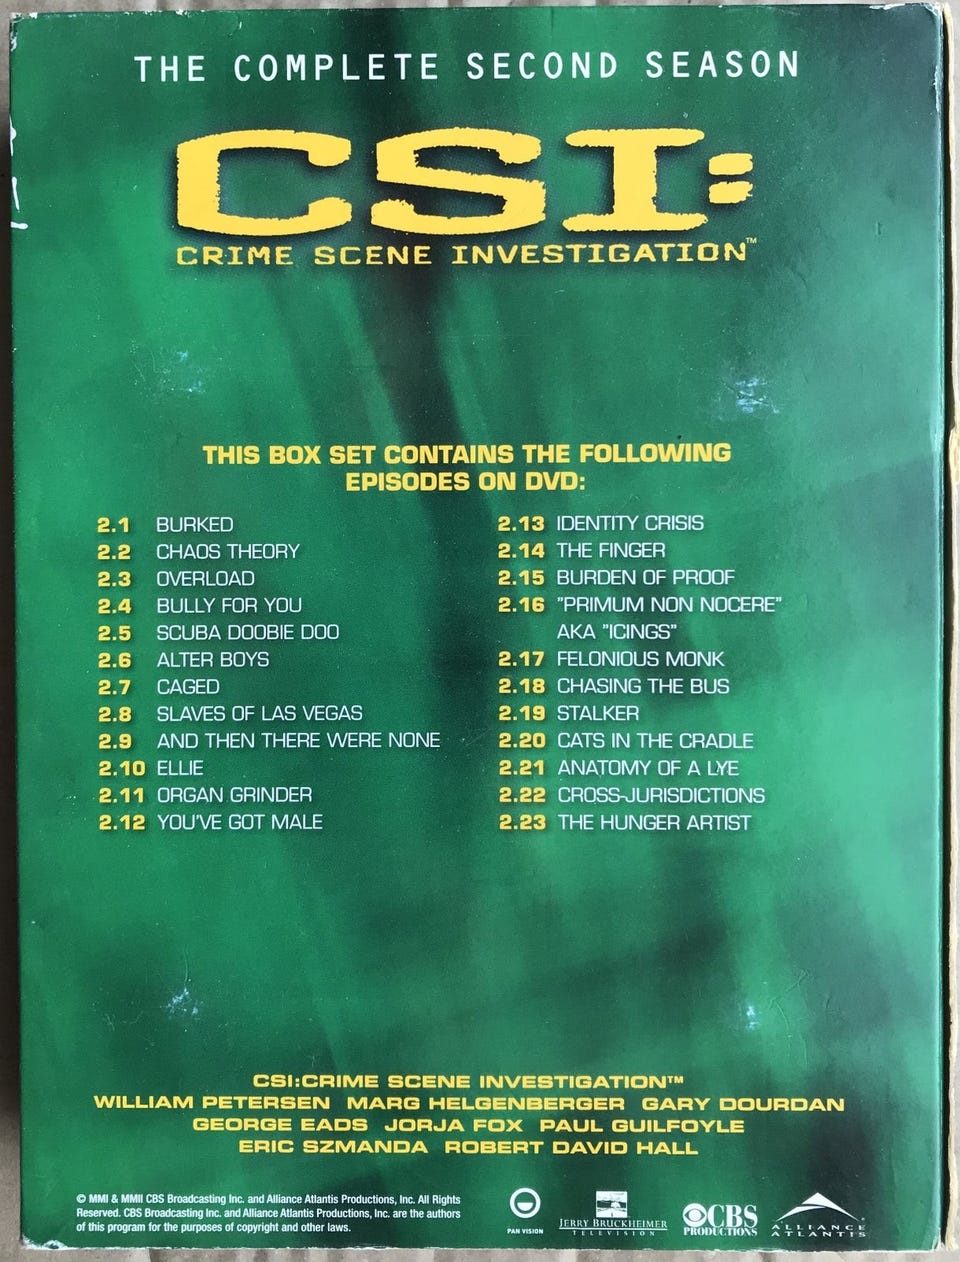 THE COMPLETE SECOND SEASON
CSI:
CRIME SCENE INVESTIGATION™
THIS BOX SET CONTAINS THE FOLLOWING
EPISODES ON DVD:
2.1 BURKED
2.2 CHAOS THEORY
2.3 OVERLOAD
2.4 BULLY FOR YOU
2.5 SCUBA DOOBIE DOO
2.6 ALTER BOYS
2.7 CAGED
2.8 SLAVES OF LAS VEGAS
2.9 AND THEN THERE WERE NONE
2.10 ELLIE
2.11 ORGAN GRINDER
2.12 YOU'VE GOT MALE
2.13 IDENTITY CRISIS
2.14 THE FINGER
2.15 BURDEN OF PROOF
2.16 "PRIMUM NON NOCERE"
AKA "ICINGS"
2.17 FELONIOUS MONK
2.18 CHASING THE BUS
2.19 STALKER
2.20 CATS IN THE CRADLE
2.21 ANATOMY OF A LYE
2.22 CROSS-JURISDICTIONS
2.23 THE HUNGER ARTIST
CSI:CRIME SCENE INVESTIGATION™
WILLIAM PETERSEN MARG HELGENBERGER GARY DOURDAN
GEORGE EADS JORJA FOX PAUL GUILFOYLE
ERIC SZMANDA ROBERT DAVID HALL
© MMI & MMII CBS Broadcasting Inc. and Alliance Atlantis Productions, Inc. All Rights
Reserved. CBS Broadcasting Inc. and Alliance Atlantis Productions, Inc. are the authors
of this program for the purposes of copyright and other laws.
PAN VISION
JERRY BRUCKHEIMER
TELEVISION
CBS
PRODUCTIONS
ALLIANCE
ATLANTIS